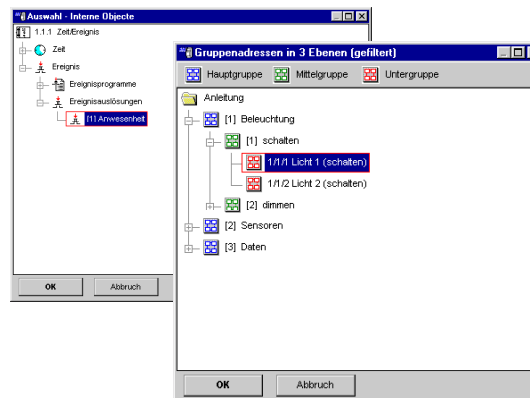 Auswahl - Interne Objecte
1.1.1 Zeit/Ereignis
Zeit
Ereignis
Ereignisprogramme
Ereignisauslösungen
[1] Anwesenheit
OK Abbruch
Gruppenadressen in 3 Ebenen (gefiltert)
Hauptgruppe Mittelgruppe Untergruppe
Anleitung
[1] Beleuchtung
[1] schalten
1/1/1 Licht 1 (schalten)
1/1/2 Licht 2 (schalten)
[2] dimmen
[2] Sensoren
[3] Daten
OK Abbruch